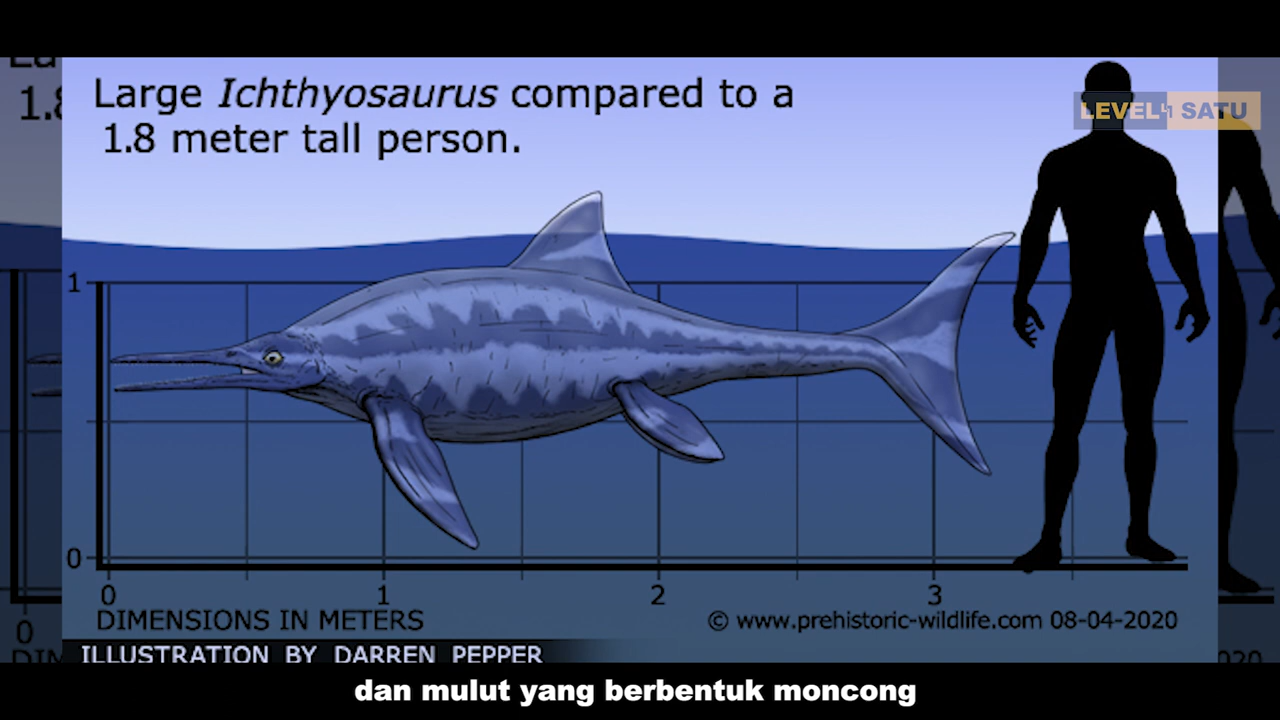 Large Ichthyosaurus compared to a
1.8 meter tall person.
LEVEL SATU
1
0
0 1 2 3
DIMENSIONS IN METERS
© www.prehistoric-wildlife.com 08-04-2020
ILLUSTRATION BY DARREN PEPPER
dan mulut yang berbentuk moncong